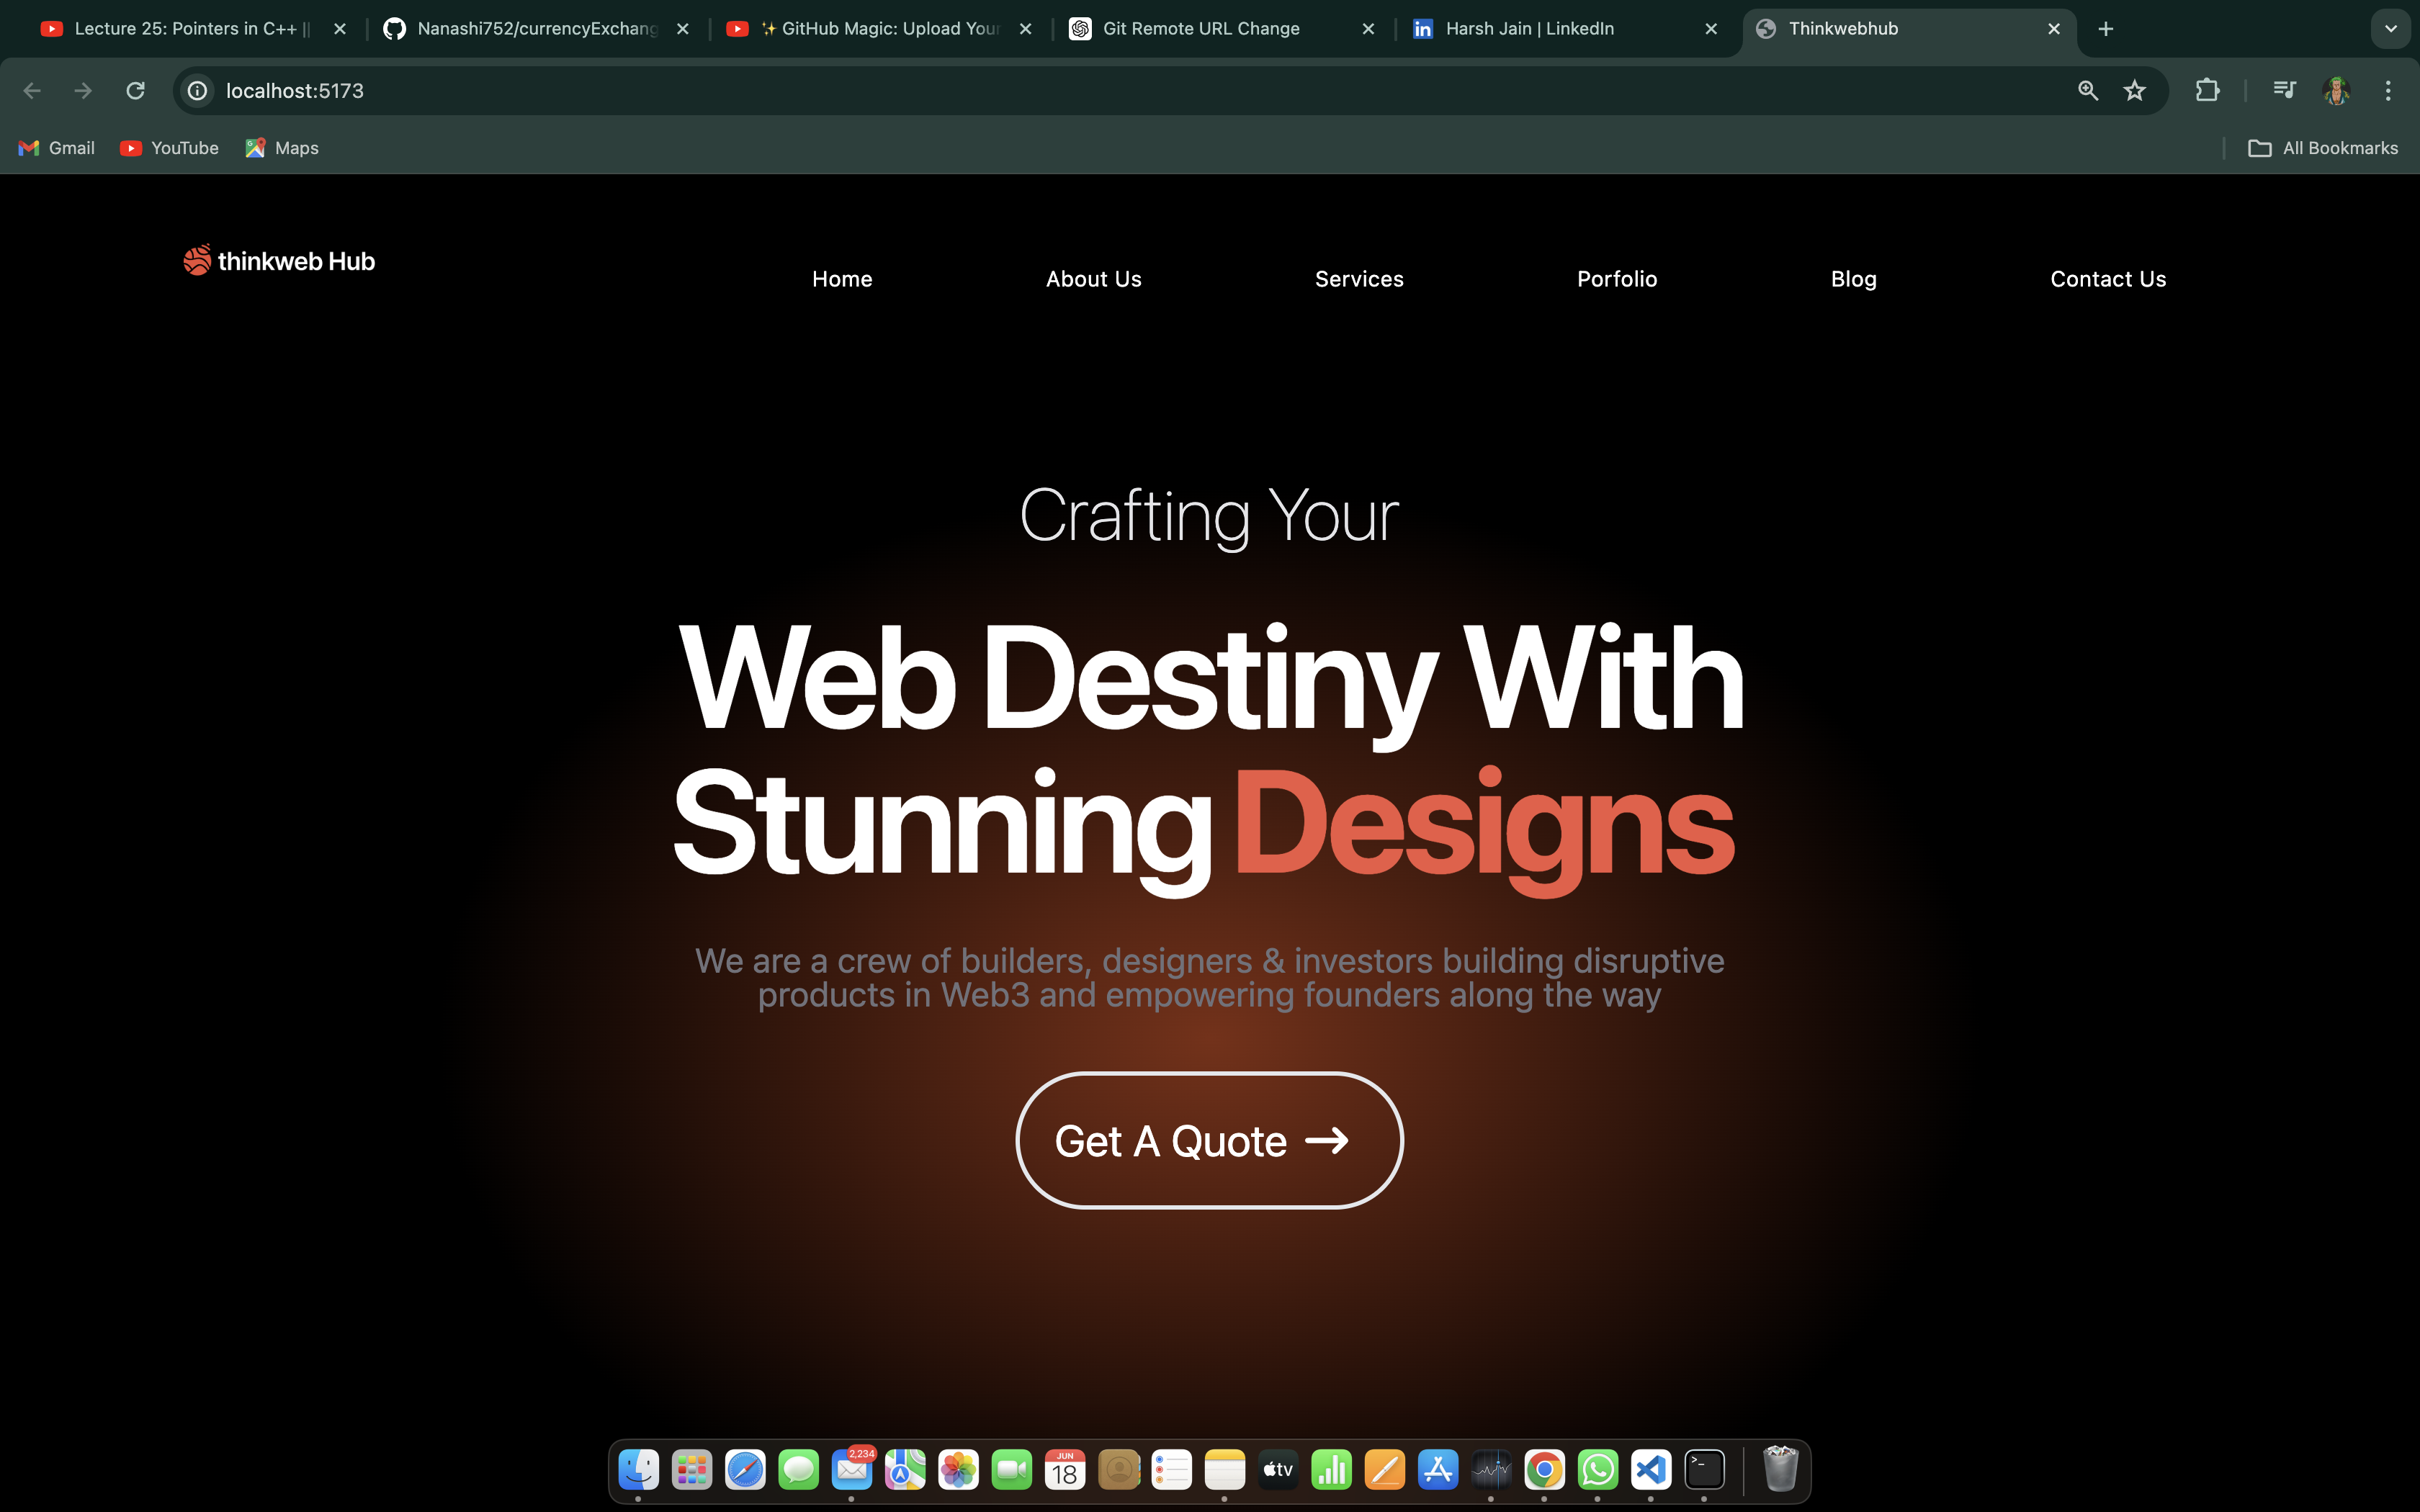 Lecture 25: Pointers in C++ ||
Nanashi752/currencyExchang
✨ GitHub Magic: Upload Your
Git Remote URL Change
Harsh Jain | LinkedIn
Thinkwebhub
localhost:5173
Gmail
YouTube
Maps
All Bookmarks
thinkweb Hub
Home
About Us
Services
Porfolio
Blog
Contact Us
Crafting Your
Web Destiny With
Stunning Designs
We are a crew of builders, designers & investors building disruptive
products in Web3 and empowering founders along the way
Get A Quote →
2,234
JUN
18
tv